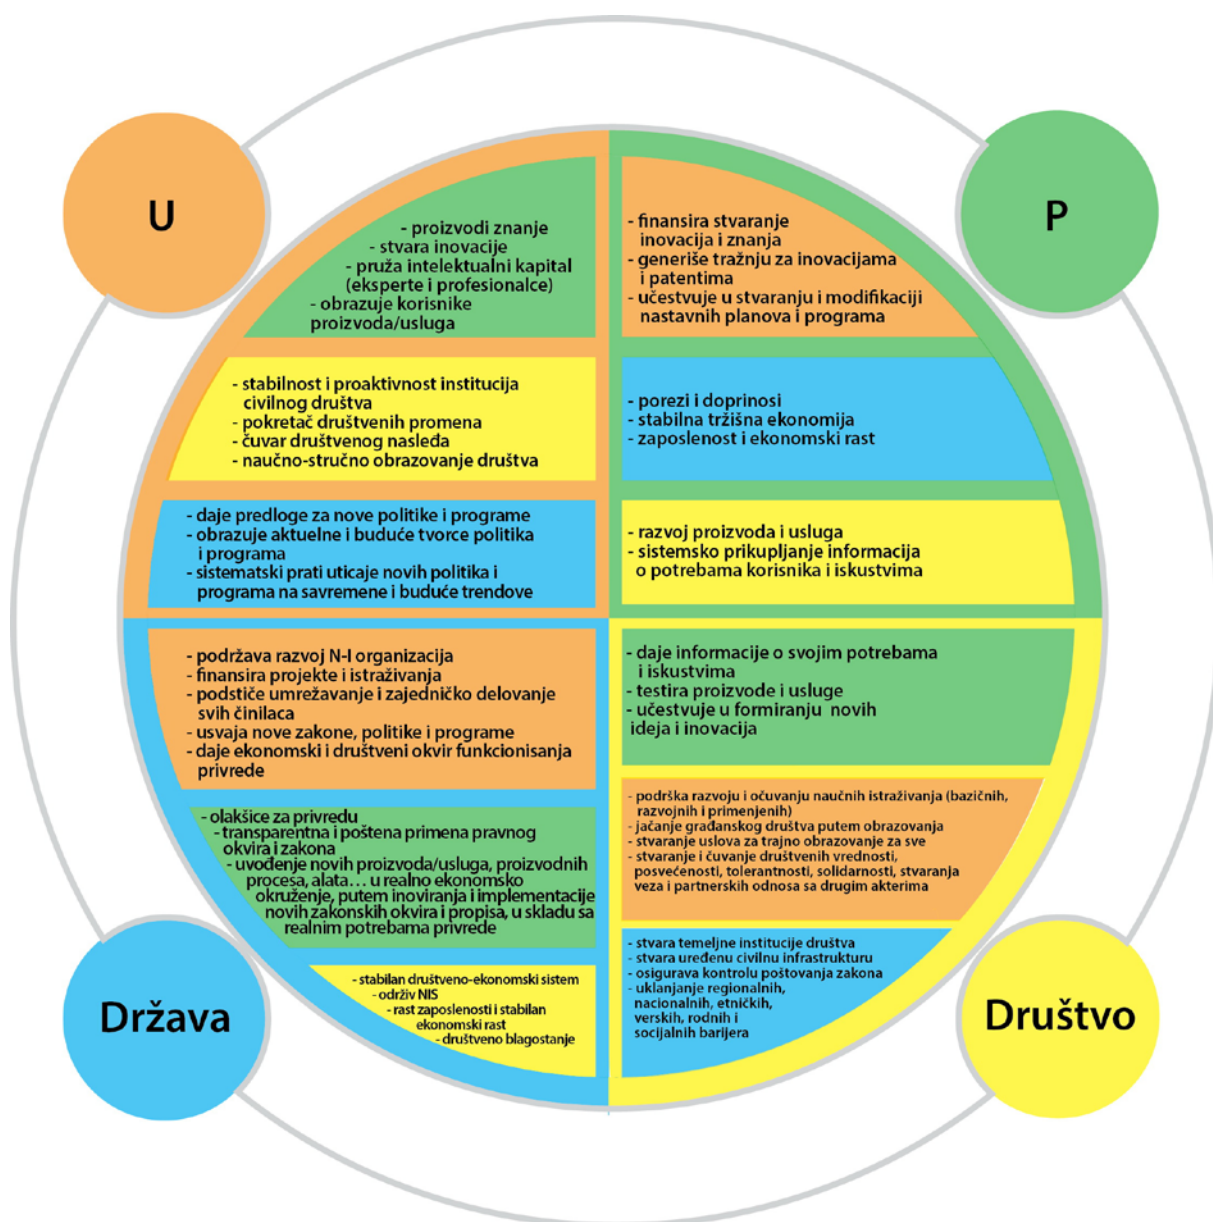 U
P
- proizvodi znanje
- stvara inovacije
- pruža intelektualni kapital
(eksperte i profesionalce)
- obrazuje korisnike
proizvoda/usluga
- stabilnost i proaktivnost institucija
civilnog društva
- pokretač društvenih promena
- čuvar društvenog nasleđa
- naučno-stručno obrazovanje društva
- daje predloge za nove politike i programe
- obrazuje aktuelne i buduće tvorce politika
i programa
- sistematski prati uticaje novih politika i
programa na savremene i buduće trendove
- finansira stvaranje
inovacija i znanja
- generiše tražnju za inovacijama
i patentima
- učestvuje u stvaranju i modifikaciji
nastavnih planova i programa
- porezi i doprinosi
- stabilna tržišna ekonomija
- zaposlenost i ekonomski rast
- razvoj proizvoda i usluga
- sistemsko prikupljanje informacija
o potrebama korisnika i iskustvima
- podržava razvoj N-I organizacija
- finansira projekte i istraživanja
- podstiče umrežavanje i zajedničko delovanje
svih činilaca
- usvaja nove zakone, politike i programe
- daje ekonomski i društveni okvir funkcionisanja
privrede
- olakšice za privredu
- transparentna i poštena primena pravnog
okvira i zakona
- uvođenje novih proizvoda/usluga, proizvodnih
procesa, alata... u realno ekonomsko
okruženje, putem inoviranja i implementacije
novih zakonskih okvira i propisa, u skladu sa
realnim potrebama privrede
- stabilan društveno-ekonomski sistem
- održiv NIS
- rast zaposlenosti i stabilan
ekonomski rast
- društveno blagostanje
- daje informacije o svojim potrebama
i iskustvima
- testira proizvode i usluge
- učestvuje u formiranju novih
ideja i inovacija
- podrška razvoju i očuvanju naučnih istraživanja (bazičnih,
razvojnih i primenjenih)
- jačanje građanskog društva putem obrazovanja
- stvaranje uslova za trajno obrazovanje za sve
- stvaranje i čuvanje društvenih vrednosti,
posvećenosti, tolerantnosti, solidarnosti, stvaranja
veza i partnerskih odnosa sa drugim akterima
- stvara temeljne institucije društva
- stvara uređenu civilnu infrastrukturu
- osigurava kontrolu poštovanja zakona
- uklanjanje regionalnih,
nacionalnih, etničkih,
verskih, rodnih i
socijalnih barijera
Država
Društvo